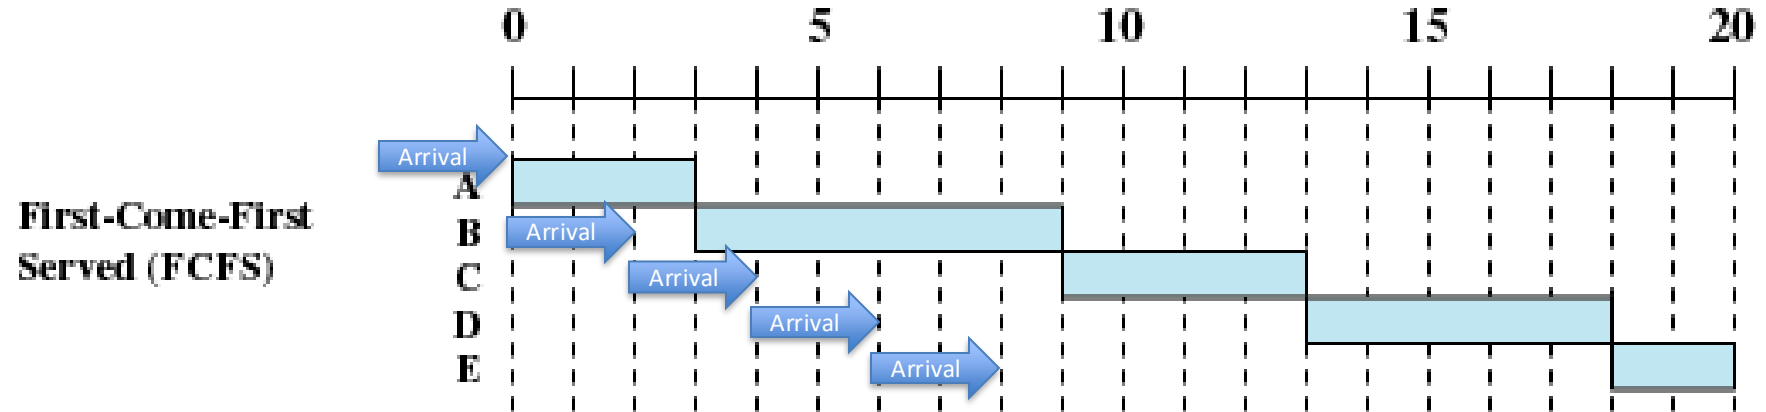 0 5 10 15 20
Arrival
A
First-Come-First
Served (FCFS)
B Arrival
C Arrival
D Arrival
E Arrival